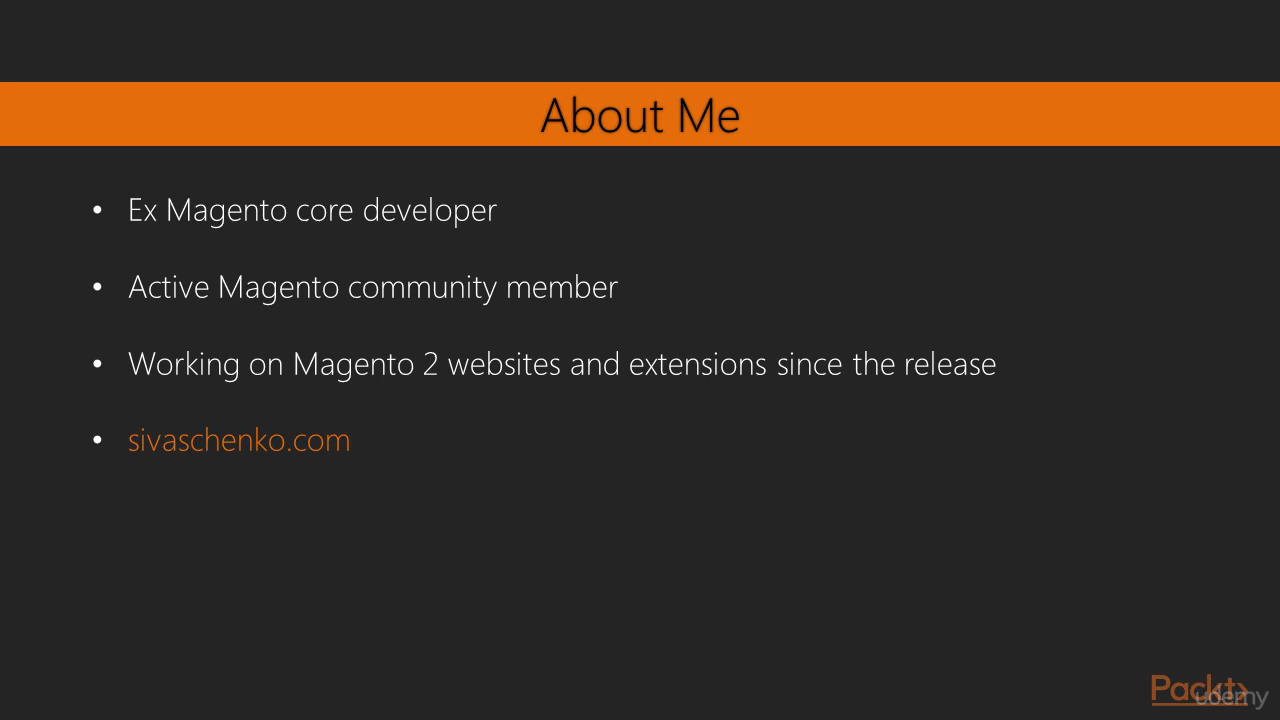 About Me
• Ex Magento core developer
• Active Magento community member
• Working on Magento 2 websites and extensions since the release
• sivaschenko.com
Packt>
udemy